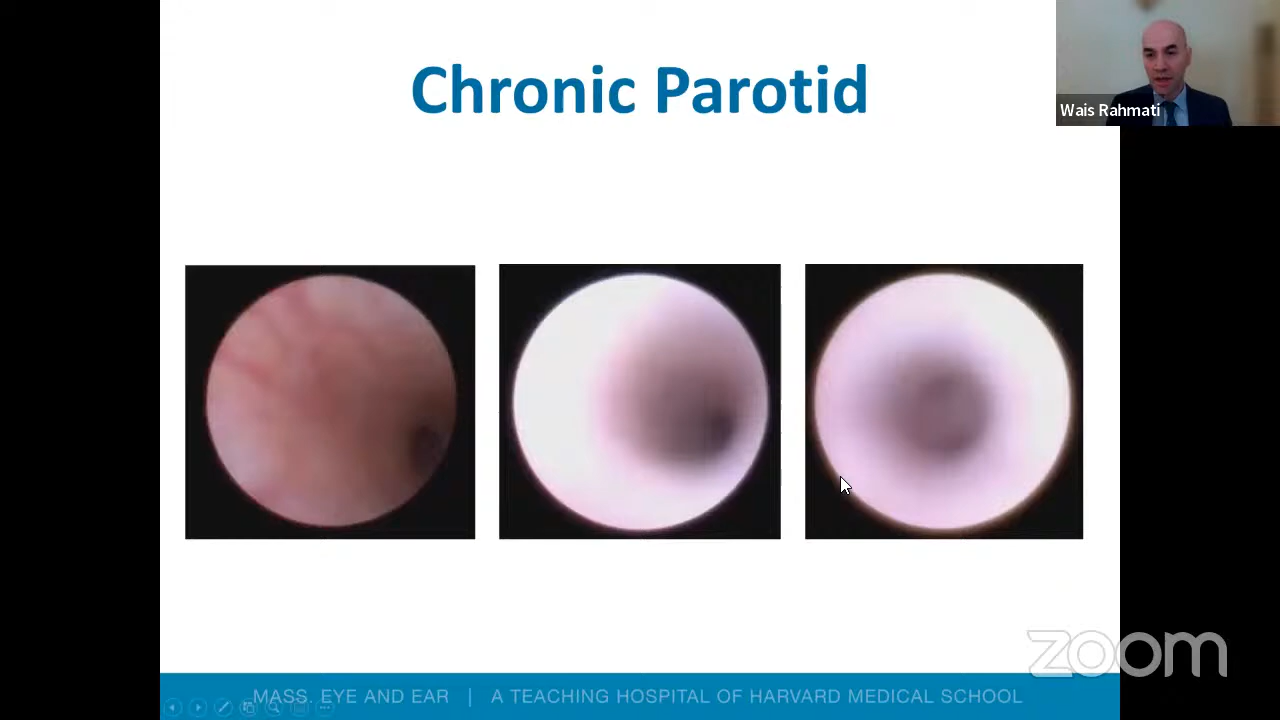 Chronic Parotid
Wais Rahmati
zoom
MASS. EYE AND EAR | A TEACHING HOSPITAL OF HARVARD MEDICAL SCHOOL